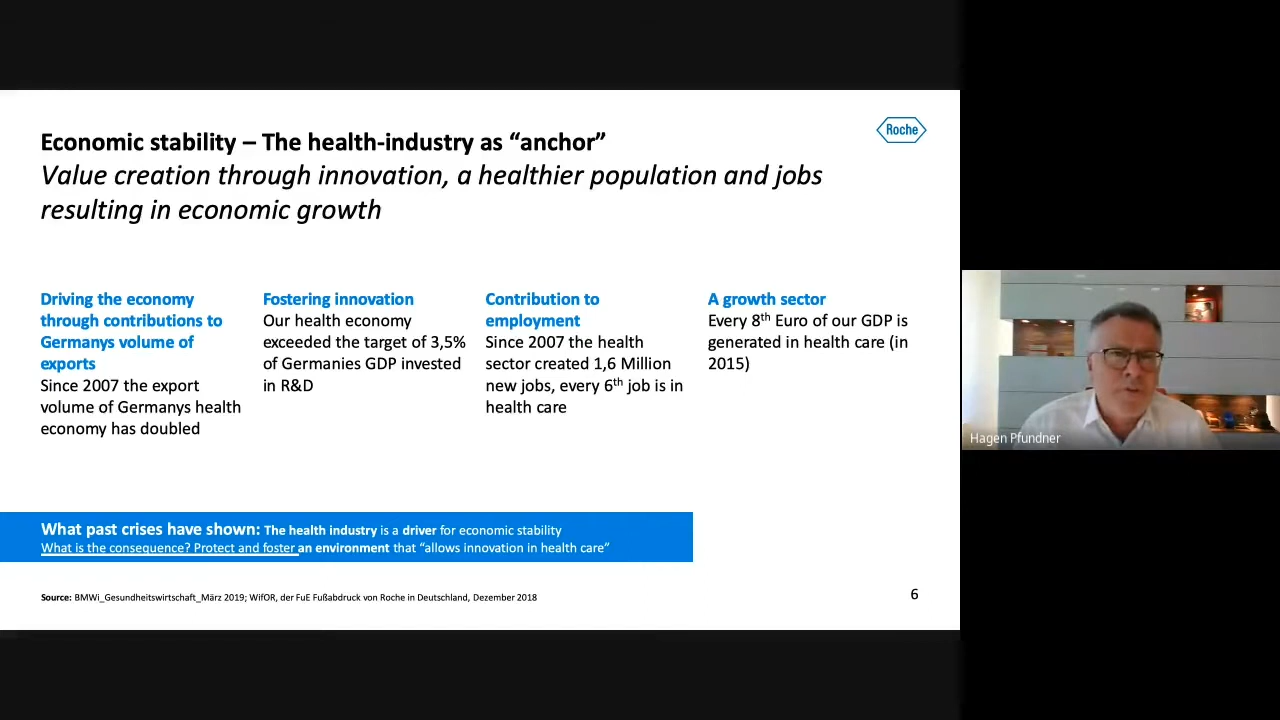 Economic stability – The health-industry as “anchor”
Value creation through innovation, a healthier population and jobs
resulting in economic growth
Roche
Driving the economy
through contributions to
Germanys volume of
exports
Since 2007 the export
volume of Germanys health
economy has doubled
Fostering innovation
Our health economy
exceeded the target of 3,5%
of Germanies GDP invested
in R&D
Contribution to
employment
Since 2007 the health
sector created 1,6 Million
new jobs, every 6th job is in
health care
A growth sector
Every 8th Euro of our GDP is
generated in health care (in
2015)
What past crises have shown: The health industry is a driver for economic stability
What is the consequence? Protect and foster an environment that “allows innovation in health care”
Source: BMWi_Gesundheitswirtschaft_März 2019; WifOR, der FuE Fußabdruck von Roche in Deutschland, Dezember 2018
6
Hagen Pfundner